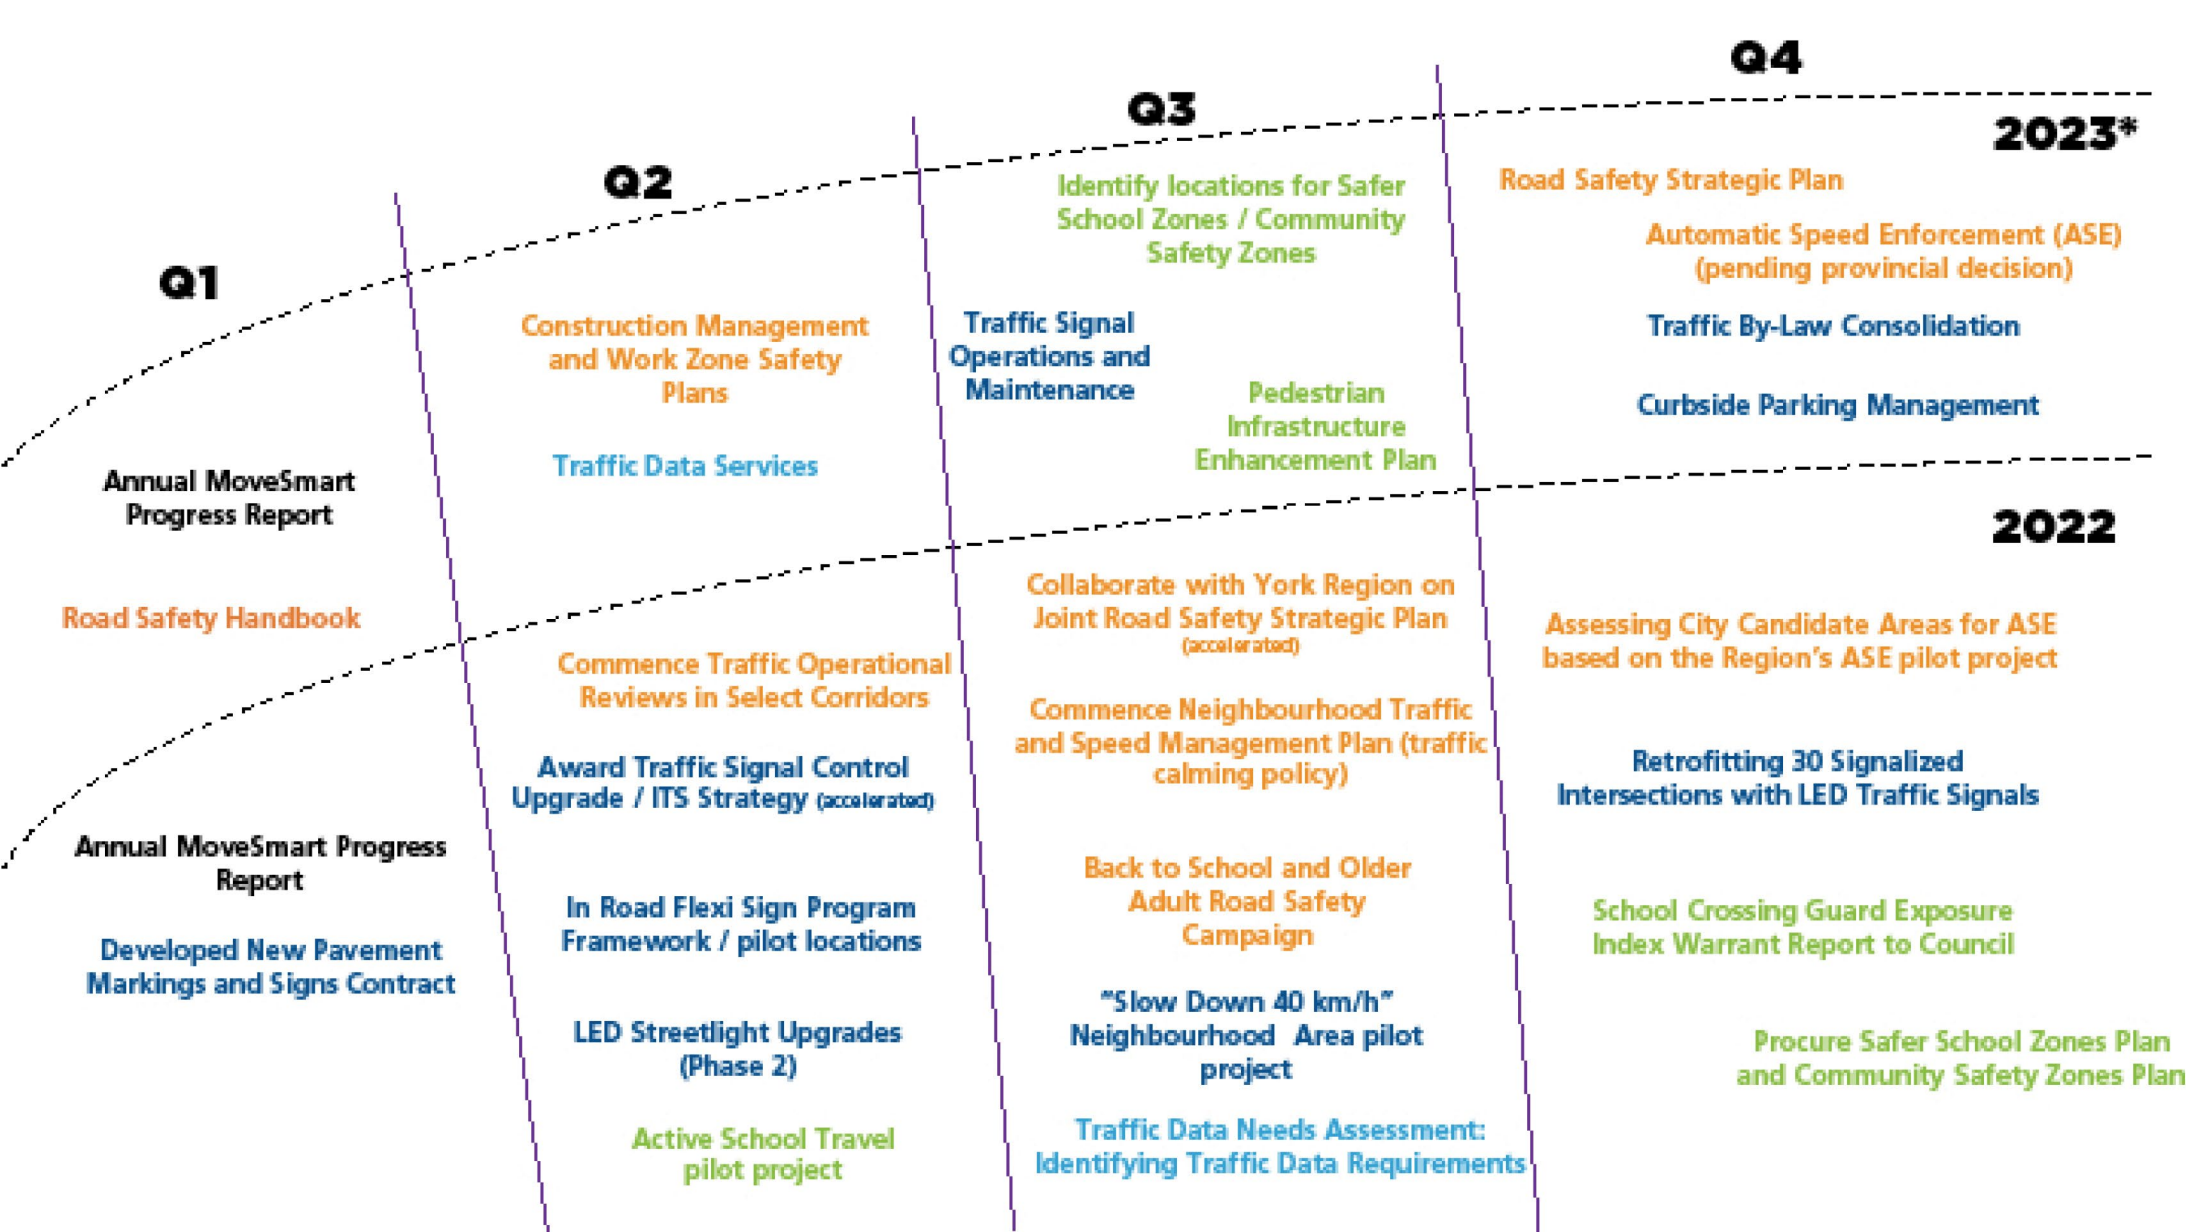 Q1
Q2
Q3
Q4
2023*
Annual MoveSmart
Progress Report
Road Safety Handbook
Construction Management
and Work Zone Safety
Plans
Traffic Data Services
Identify locations for Safer
School Zones / Community
Safety Zones
Traffic Signal
Operations and
Maintenance
Pedestrian
Infrastructure
Enhancement Plan
Road Safety Strategic Plan
Automatic Speed Enforcement (ASE)
(pending provincial decision)
Traffic By-Law Consolidation
Curbside Parking Management
2022
Annual MoveSmart Progress
Report
Developed New Pavement
Markings and Signs Contract
Commence Traffic Operational
Reviews in Select Corridors
Award Traffic Signal Control
Upgrade / ITS Strategy (accelerated)
In Road Flexi Sign Program
Framework / pilot locations
LED Streetlight Upgrades
(Phase 2)
Active School Travel
pilot project
Collaborate with York Region on
Joint Road Safety Strategic Plan
(accelerated)
Commence Neighbourhood Traffic
and Speed Management Plan (traffic
calming policy)
Back to School and Older
Adult Road Safety
Campaign
“Slow Down 40 km/h”
Neighbourhood Area pilot
project
Traffic Data Needs Assessment:
Identifying Traffic Data Requirements
Assessing City Candidate Areas for ASE
based on the Region’s ASE pilot project
Retrofitting 30 Signalized
Intersections with LED Traffic Signals
School Crossing Guard Exposure
Index Warrant Report to Council
Procure Safer School Zones Plan
and Community Safety Zones Plan